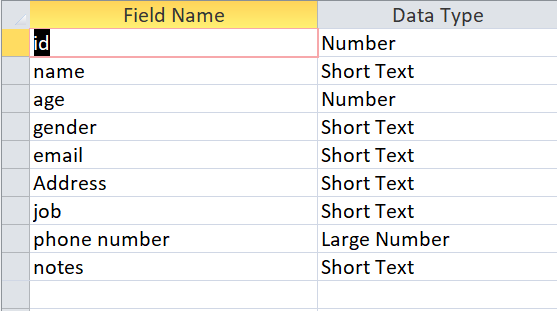 Field Name Data Type
id Number
name Short Text
age Number
gender Short Text
email Short Text
Address Short Text
job Short Text
phone number Large Number
notes Short Text